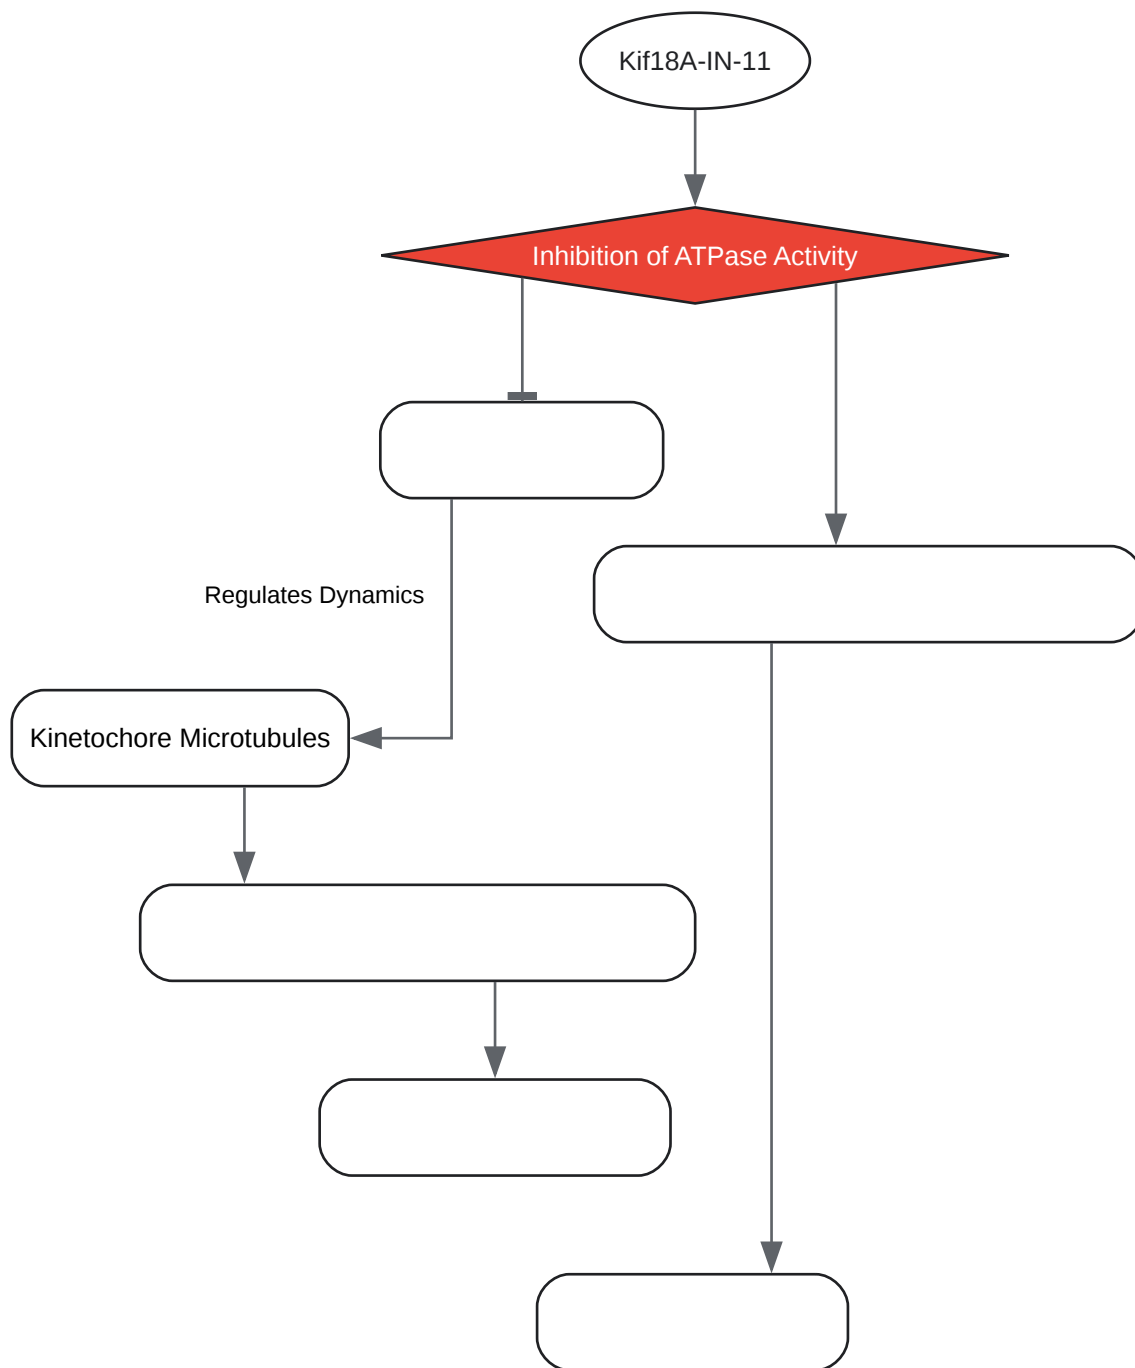 Kif18A-IN-11
Inhibition of ATPase Activity
Regulates Dynamics
Kinetochore Microtubules